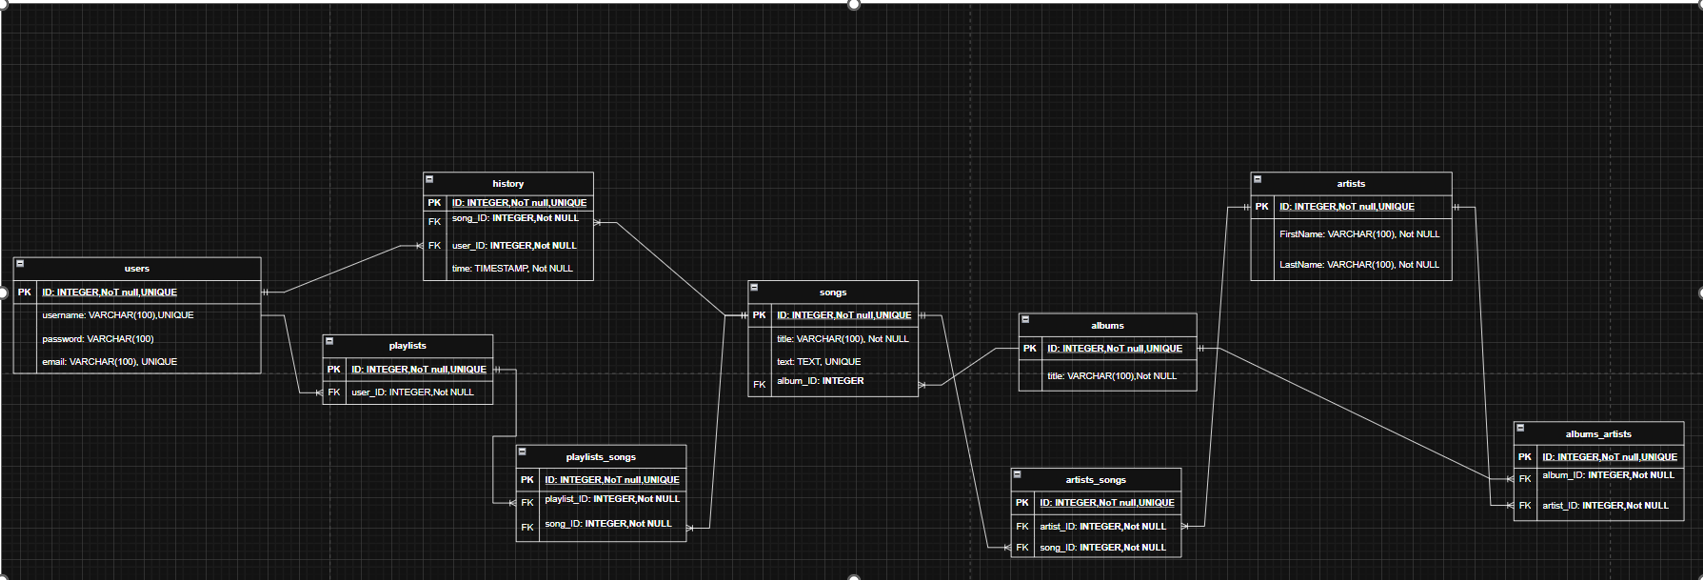 history
PK ID: INTEGER,NoT null,UNIQUE
FK song_ID: INTEGER,Not NULL
FK user_ID: INTEGER,Not NULL
time: TIMESTAMP, Not NULL
users
PK ID: INTEGER,NoT null,UNIQUE
username: VARCHAR(100),UNIQUE
password: VARCHAR(100)
email: VARCHAR(100), UNIQUE
playlists
PK ID: INTEGER,NoT null,UNIQUE
FK user_ID: INTEGER,Not NULL
playlists_songs
PK ID: INTEGER,NoT null,UNIQUE
FK playlist_ID: INTEGER,Not NULL
FK song_ID: INTEGER,Not NULL
songs
PK ID: INTEGER,NoT null,UNIQUE
title: VARCHAR(100), Not NULL
text: TEXT, UNIQUE
FK album_ID: INTEGER
albums
PK ID: INTEGER,NoT null,UNIQUE
title: VARCHAR(100),Not NULL
artists_songs
PK ID: INTEGER,NoT null,UNIQUE
FK artist_ID: INTEGER,Not NULL
FK song_ID: INTEGER,Not NULL
artists
PK ID: INTEGER,NoT null,UNIQUE
FirstName: VARCHAR(100), Not NULL
LastName: VARCHAR(100), Not NULL
albums_artists
PK ID: INTEGER,NoT null,UNIQUE
FK album_ID: INTEGER,Not NULL
FK artist_ID: INTEGER,Not NULL